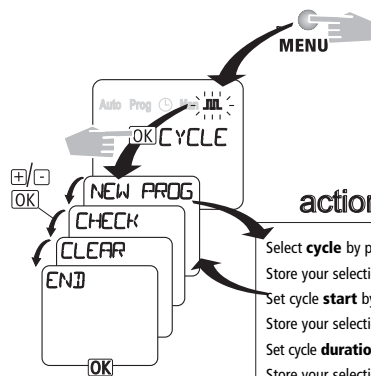 MENU
Auto Prog
OK CYCLE
+/-
OK
NEW PROG
CHECK
CLEAR
END
OK
action
Select cycle by p
Store your selecti
Set cycle start by
Store your selecti
Set cycle duratio
Store your selecti